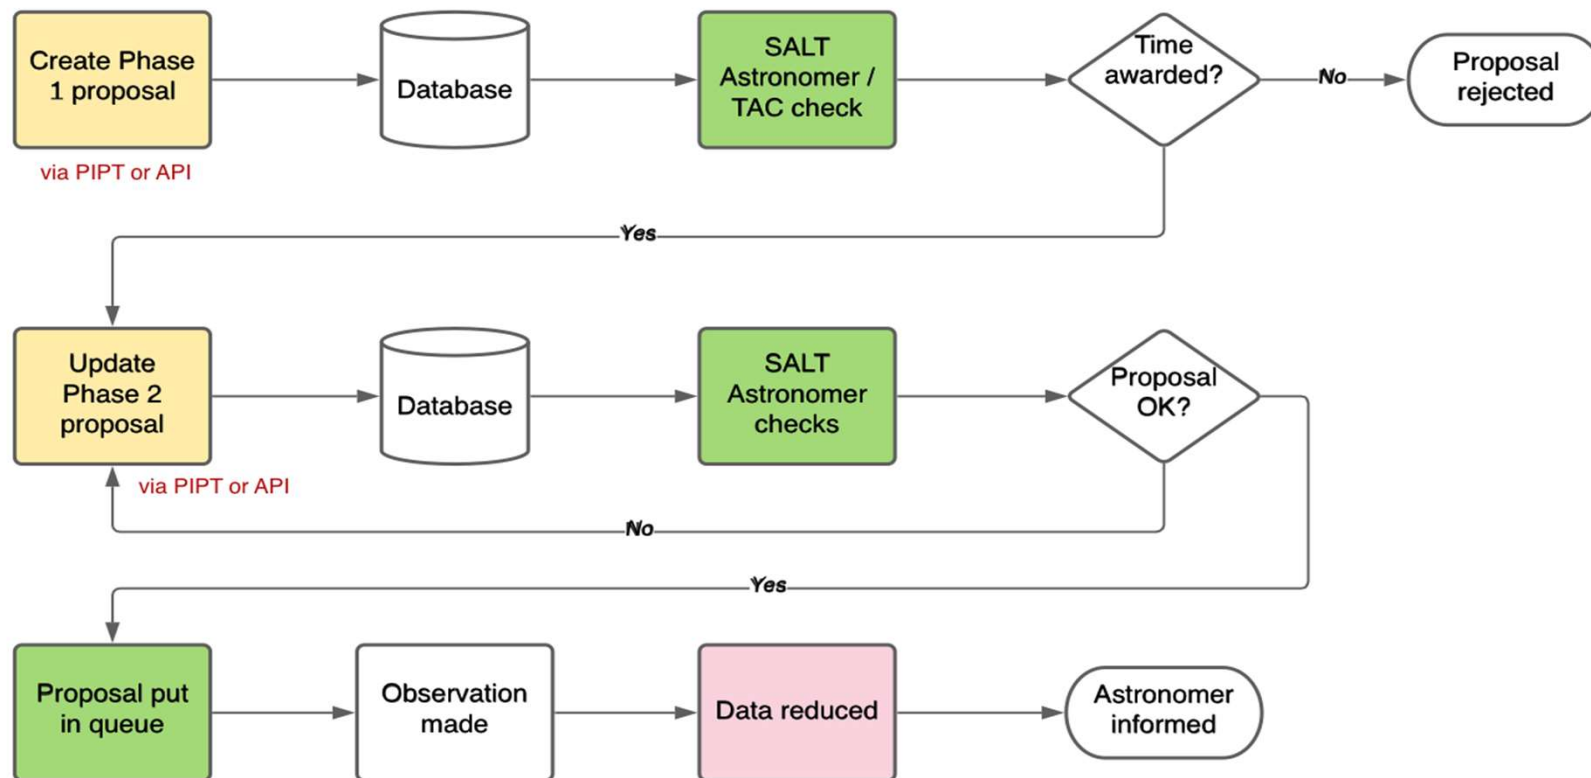 Create Phase
1 proposal
Database
SALT
Astronomer /
TAC check
Time
awarded?
No
Proposal
rejected
via PIPT or API
Yes
Update
Phase 2
proposal
Database
SALT
Astronomer
checks
Proposal
OK?
via PIPT or API
No
Yes
Proposal put
in queue
Observation
made
Data reduced
Astronomer
informed